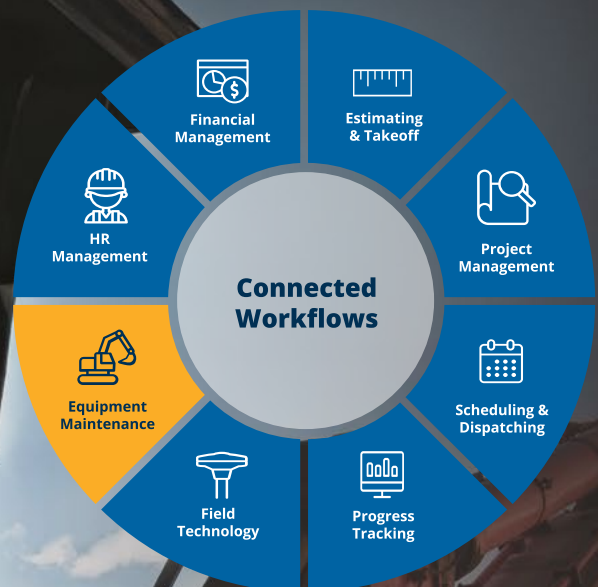 Financial
Management
Estimating
& Takeoff
HR
Management
Project
Management
Connected
Workflows
Equipment
Maintenance
Scheduling &
Dispatching
Field
Technology
Progress
Tracking